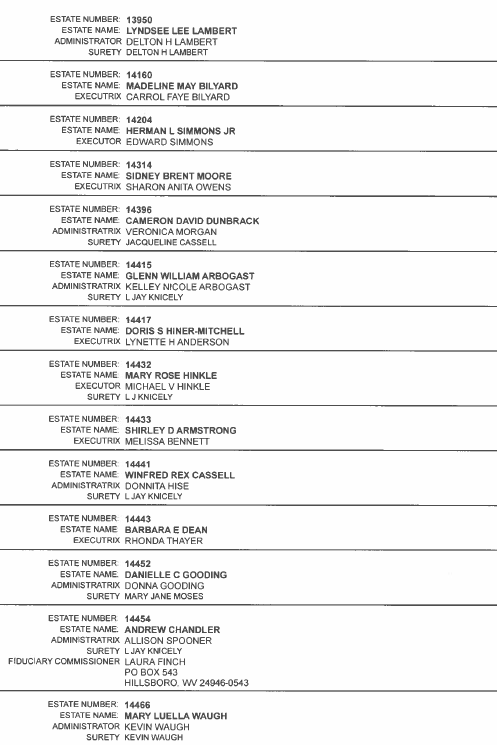 ESTATE NUMBER: 13950
ESTATE NAME: LYNDSEE LEE LAMBERT
ADMINISTRATOR DELTON H LAMBERT
SURETY DELTON H LAMBERT
ESTATE NUMBER: 14160
ESTATE NAME: MADELINE MAY BILYARD
EXECUTRIX CARROL FAYE BILYARD
ESTATE NUMBER: 14204
ESTATE NAME: HERMAN L SIMMONS JR
EXECUTOR EDWARD SIMMONS
ESTATE NUMBER: 14314
ESTATE NAME: SIDNEY BRENT MOORE
EXECUTRIX SHARON ANITA OWENS
ESTATE NUMBER: 14396
ESTATE NAME: CAMERON DAVID DUNBRACK
ADMINISTRATRIX VERONICA MORGAN
SURETY JACQUELINE CASSELL
ESTATE NUMBER: 14415
ESTATE NAME: GLENN WILLIAM ARBOGAST
ADMINISTRATRIX KELLEY NICOLE ARBOGAST
SURETY L JAY KNICELY
ESTATE NUMBER: 14417
ESTATE NAME: DORIS S HINER-MITCHELL
EXECUTRIX LYNETTE H ANDERSON
ESTATE NUMBER: 14432
ESTATE NAME: MARY ROSE HINKLE
EXECUTOR MICHAEL V HINKLE
SURETY L J KNICELY
ESTATE NUMBER: 14433
ESTATE NAME: SHIRLEY D ARMSTRONG
EXECUTRIX MELISSA BENNETT
ESTATE NUMBER: 14441
ESTATE NAME: WINFRED REX CASSELL
ADMINISTRATRIX DONNITA HISE
SURETY L JAY KNICELY
ESTATE NUMBER: 14443
ESTATE NAME: BARBARA E DEAN
EXECUTRIX RHONDA THAYER
ESTATE NUMBER: 14452
ESTATE NAME: DANIELLE C GOODING
ADMINISTRATRIX DONNA GOODING
SURETY MARY JANE MOSES
ESTATE NUMBER: 14454
ESTATE NAME: ANDREW CHANDLER
ADMINISTRATRIX ALLISON SPOONER
SURETY L JAY KNICELY
FIDUCIARY COMMISSIONER LAURA FINCH
PO BOX 543
HILLSBORO, WV 24946-0543
ESTATE NUMBER: 14466
ESTATE NAME: MARY LUELLA WAUGH
ADMINISTRATOR KEVIN WAUGH
SURETY KEVIN WAUGH